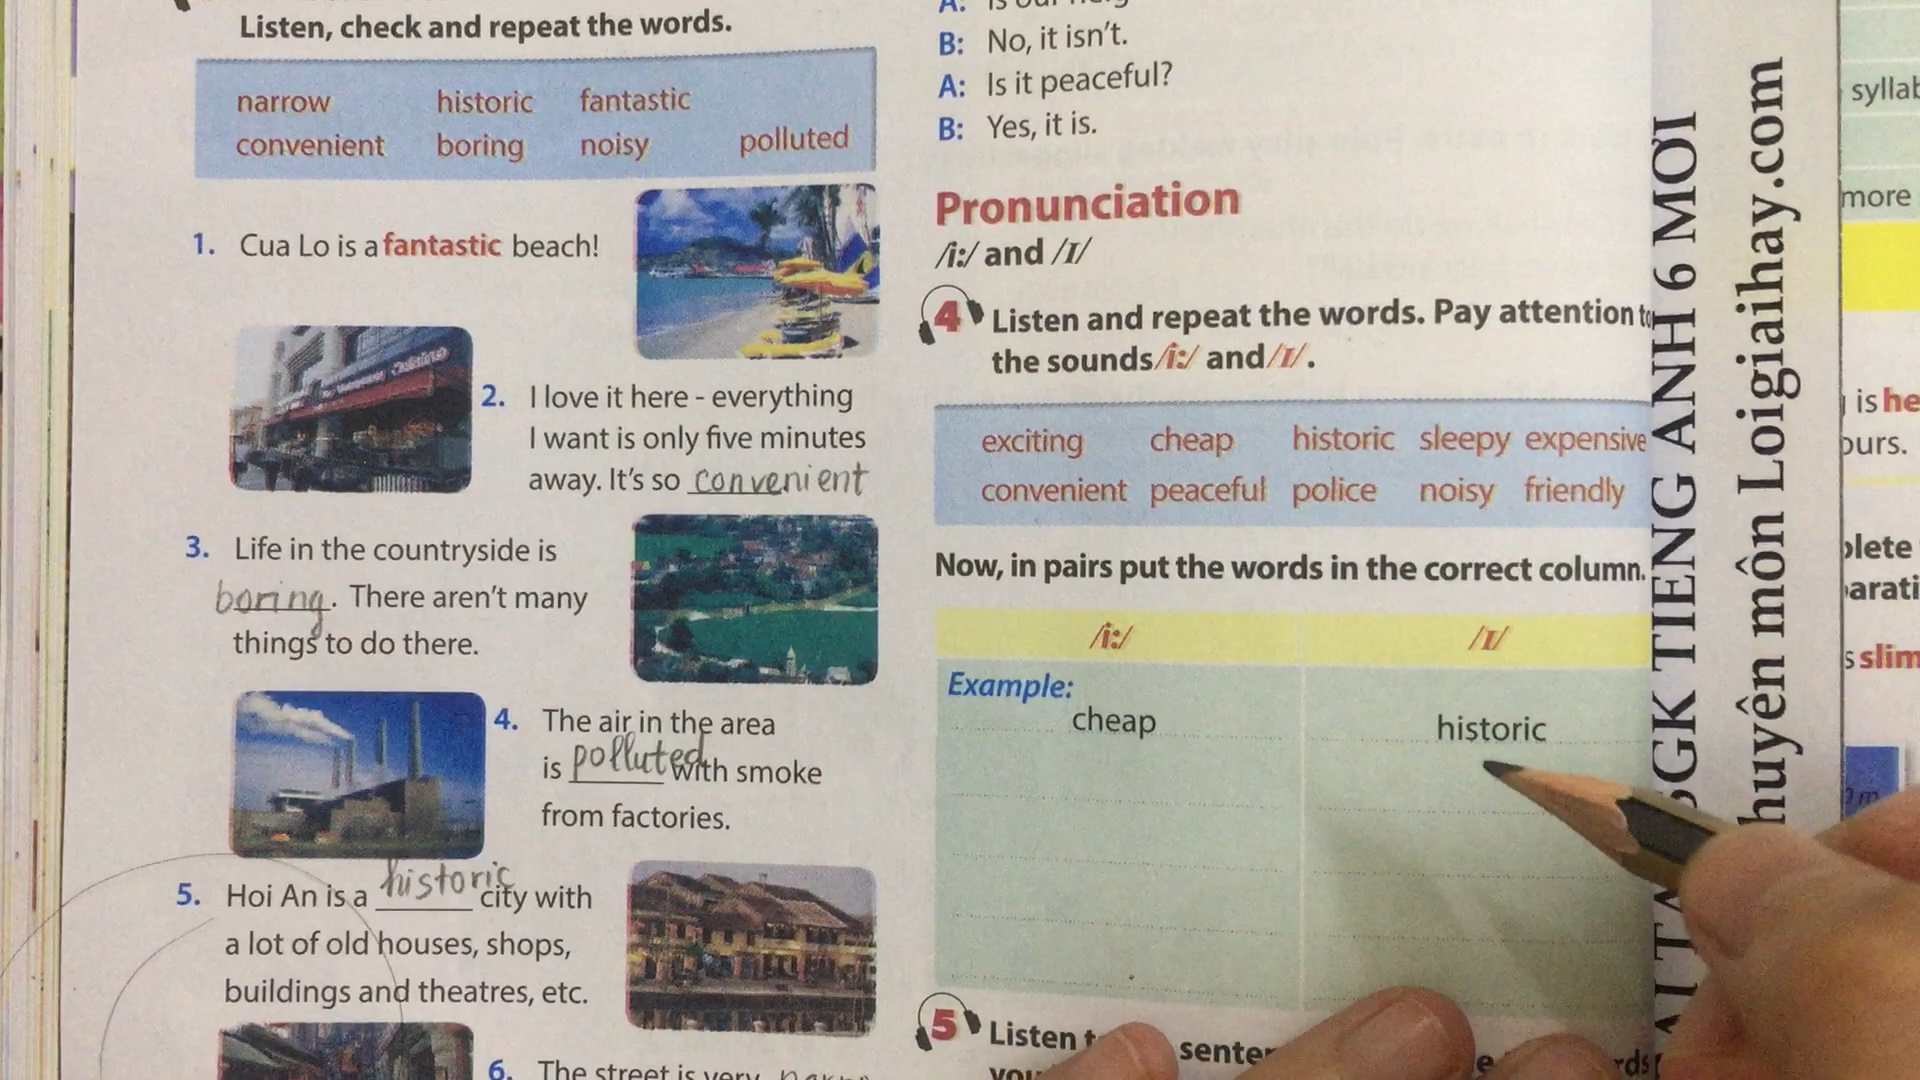 Listen, check and repeat the words.
narrow historic fantastic
convenient boring noisy polluted
1. Cua Lo is a fantastic beach!
2. I love it here - everything
I want is only five minutes
away. It's so convenient
3. Life in the countryside is
boring. There aren't many
things to do there.
4. The air in the area
is polluted with smoke
from factories.
5. Hoi An is a historic city with
a lot of old houses, shops,
buildings and theatres, etc.
6. The street is very
A: Is our
B: No, it isn't.
A: Is it peaceful?
B: Yes, it is.
Pronunciation
/i:/ and /ɪ/
4 Listen and repeat the words. Pay attention to
the sounds /i:/ and /ɪ/.
exciting cheap historic sleepy expensive
convenient peaceful police noisy friendly
Now, in pairs put the words in the correct column.
/i:/ /ɪ/
Example:
cheap historic
5 Listen
GK TIENG ANH 6 MỚI
huyên môn Loigiaihay.com
syllab
more
is he
ours.
plete
arati
s slim